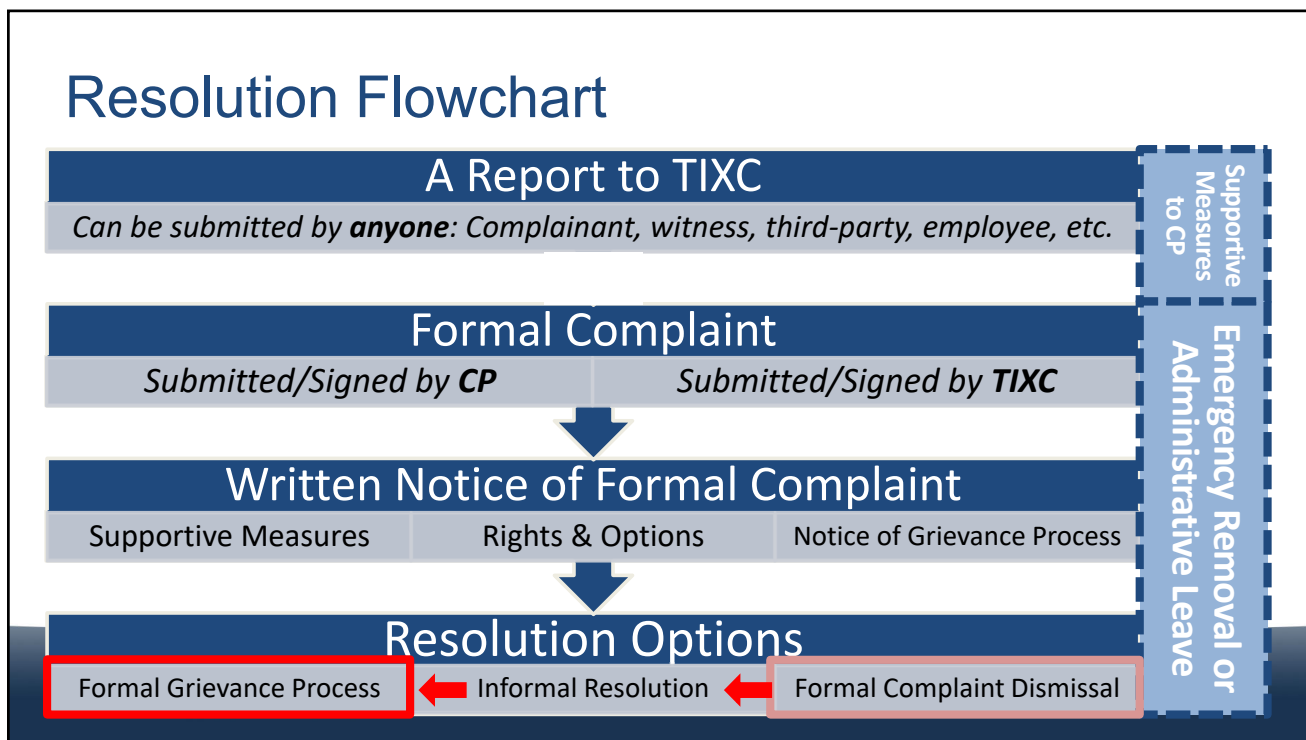 Resolution Flowchart
A Report to TIXC
Can be submitted by anyone: Complainant, witness, third-party, employee, etc.
Supportive
Measures
to CP
Formal Complaint
Submitted/Signed by CP
Submitted/Signed by TIXC
Emergency Removal or
Administrative Leave
Written Notice of Formal Complaint
Supportive Measures
Rights & Options
Notice of Grievance Process
Resolution Options
Formal Grievance Process
Informal Resolution
Formal Complaint Dismissal